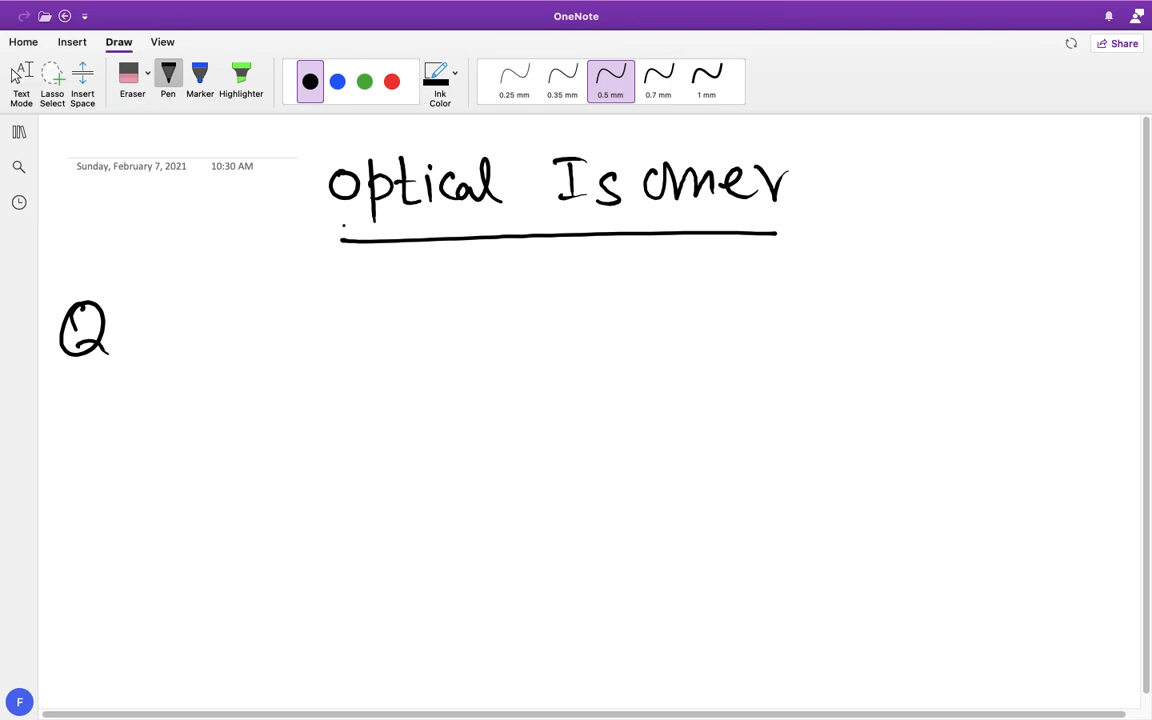 OneNote
Home Insert Draw View Share
Text Mode Lasso Select Insert Space Eraser Pen Marker Highlighter Ink Color 0.25 mm 0.35 mm 0.5 mm 0.7 mm 1 mm
Sunday, February 7, 2021 10:30 AM
Optical Isomer
Q
F